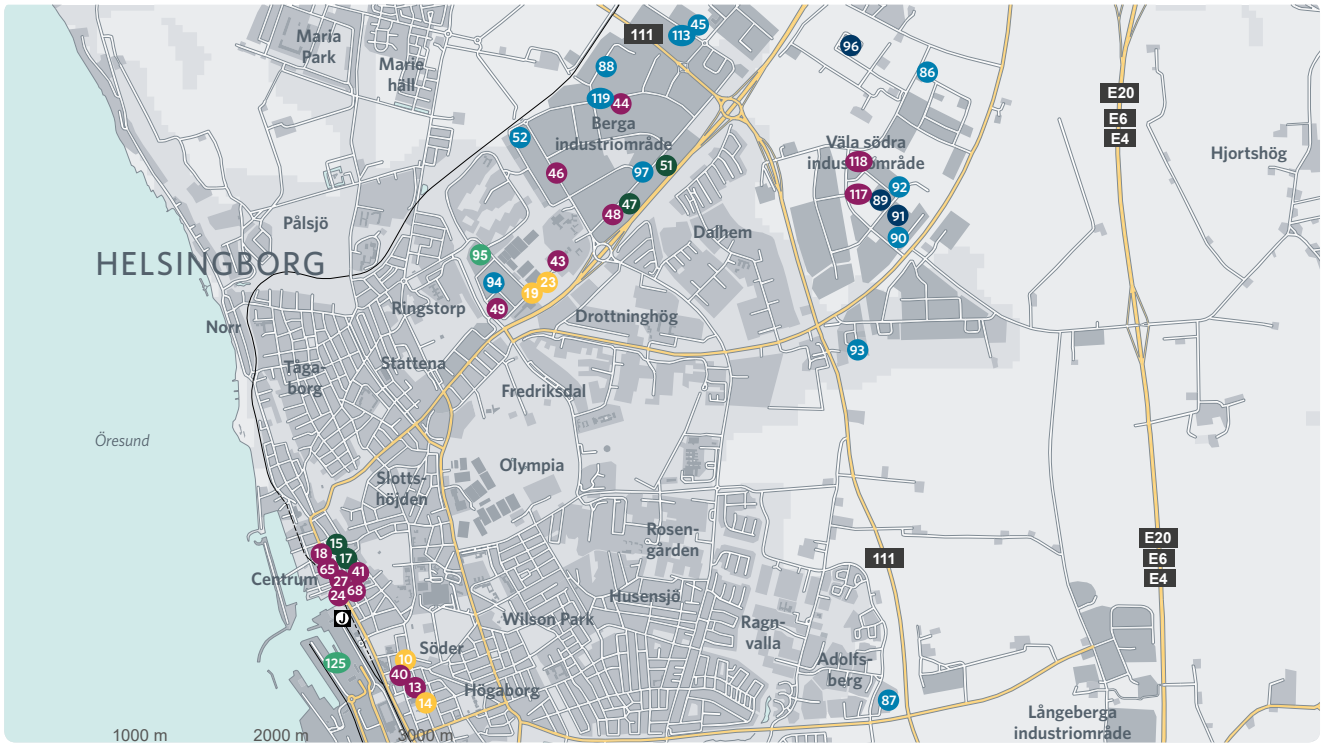 45
113
111
Maria
Park
96
Marie
häll
88
86
E20
119
44
E6
Berga
industriområde
52
E4
Väla södra
industriområde
Hjortshög
118
51
97
46
92
117
89
47
48
91
Pålsjö
Dalhem
90
95
43
HELSINGBORG
94
23
19
49
Ringstorp
Drottninghög
Norr
93
Stattena
Tåga-
borg
Fredriksdal
Öresund
Olympia
Slotts-
höjden
Rosen-
gården
E20
E6
E4
15
18
17
111
65
41
Centrum
27
68
24
Husensjö
J
Wilson Park
Ragn-
valla
Söder
10
125
Adolfs-
berg
40
13
Högaborg
14
87
Långeberga
industriområde
1000 m
2000 m
3000 m